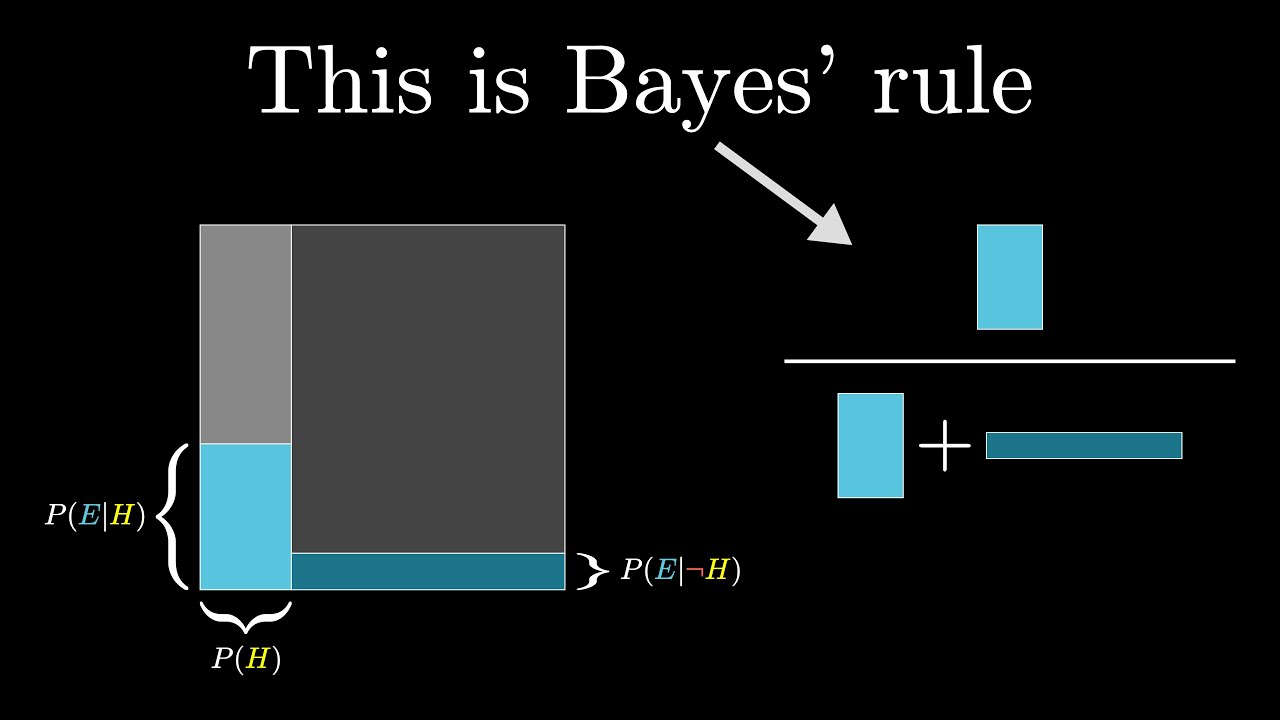 This is Bayes’ rule
+
P(E|H)
P(E|¬H)
P(H)